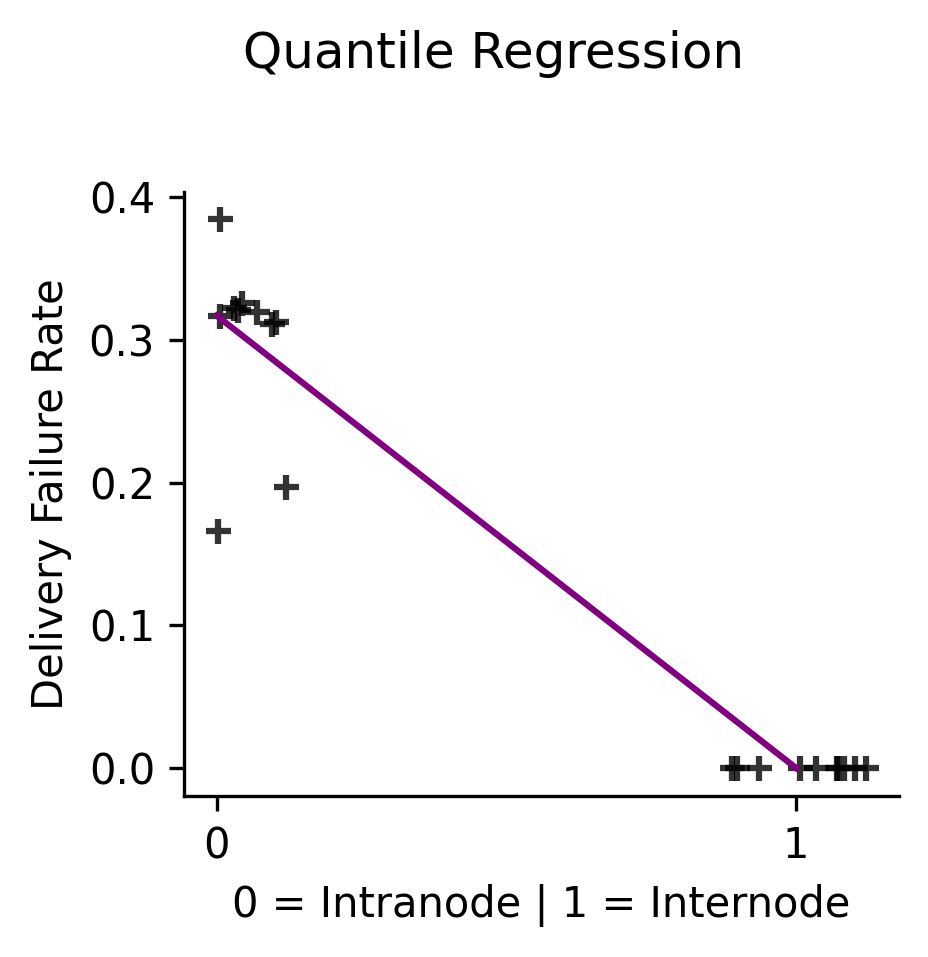 Quantile Regression
0.4
0.3
0.2
0.1
0.0
Delivery Failure Rate
0 1
0 = Intranode | 1 = Internode